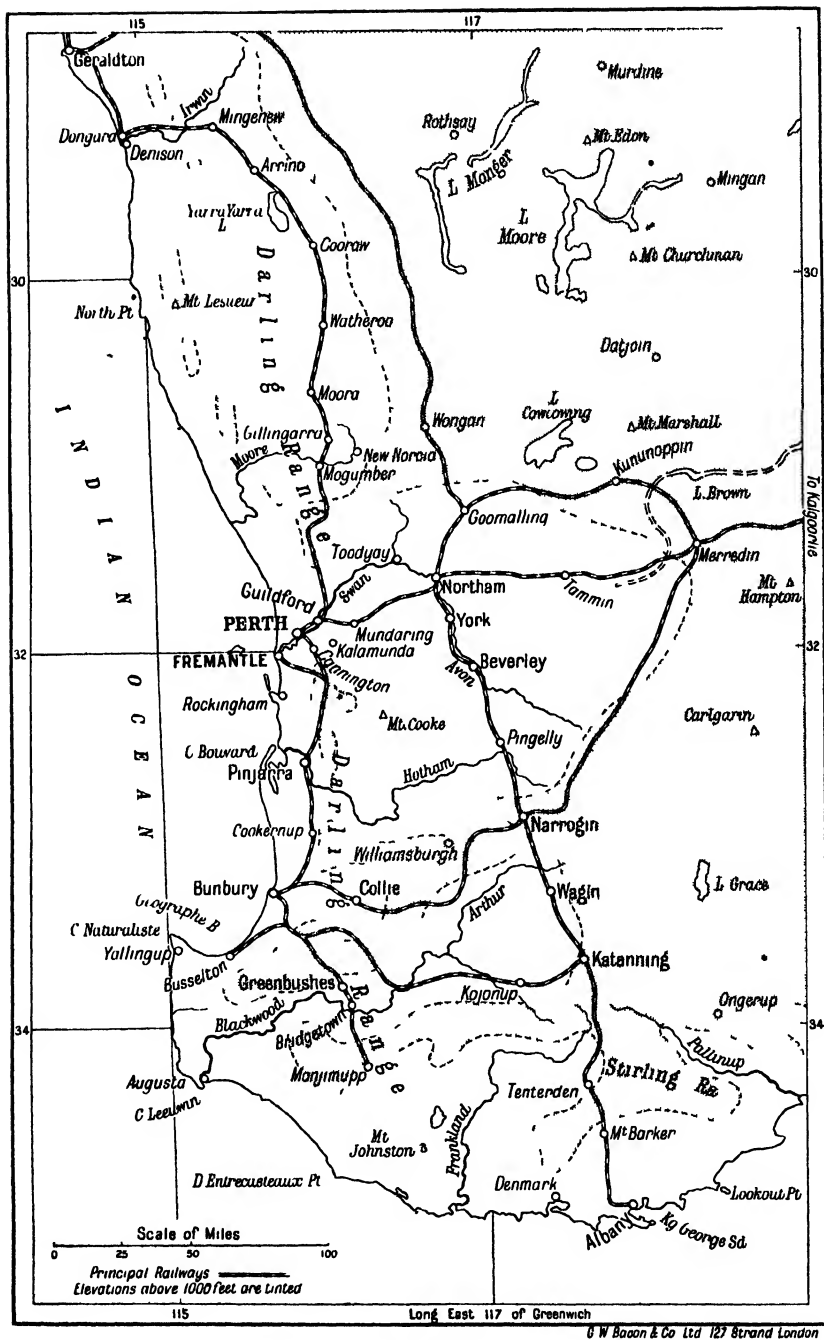 115
117
Geraldton
Murdine
Irwin
Mingenew
Rothsay
Dongara
Denison
Mt. Edon
Arrino
L Monger
Mingan
Yarra Yarra
L
L
Moore
Cooraw
Mt Churchman
30
30
North Pt
Mt Lesueur
Darling
Watheroa
Datjoin
Moora
L
Cowcowing
Wongan
Mt. Marshall
Gillingarra
Moore
New Norcia
Kununoppin
Range
Mogumber
L. Brown
INDIAN OCEAN
Goomalling
To Kalgoorlie
Toodyay
Merredin
Swan
Northam
Tammin
Mt
Hampton
Guildford
PERTH
York
Mundaring
32
32
Kalamunda
FREMANTLE
Cannington
Avon
Beverley
Rockingham
Mt. Cooke
Carlgarin
C Bouvard
Pingelly
Pinjarra
Hotham
Darling
Cookernup
Narrogin
Williamsburgh
Bunbury
Collie
Wagin
L Grace
Geographe B
Arthur
C Naturaliste
Yallingup
Katanning
Busselton
Greenbushes
Kojonup
Range
Ongerup
Blackwood
Bridgetown
34
34
Pallinup
Manjimupp
Stirling Ra
Augusta
Tenterden
C Leeuwin
Frankland
Mt Barker
Mt
Johnston
D Entrecasteaux Pt
Denmark
Lookout Pt
Albany
Kg George Sd
Scale of Miles
0 25 50 100
Principal Railways
Elevations above 1000 feet are tinted
115
Long East 117 of Greenwich
G W Bacon & Co Ltd 127 Strand London